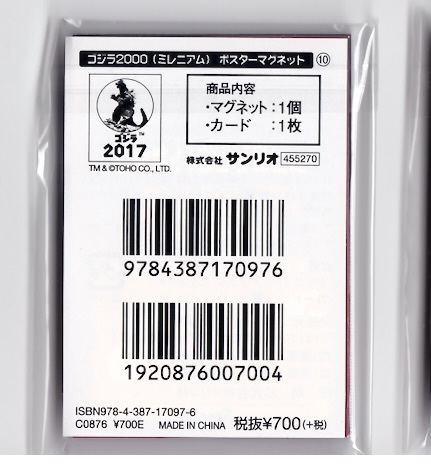 ゴジラ2000（ミレニアム） ポスターマグネット ⑩
商品内容
・マグネット：1個
・カード：1枚
ゴジラ™
2017
TM & ©TOHO CO., LTD.
株式会社 サンリオ 455270
9784387170976
1920876007004
ISBN978-4-387-17097-6
C0876 ¥700E MADE IN CHINA 税抜¥700(+税)